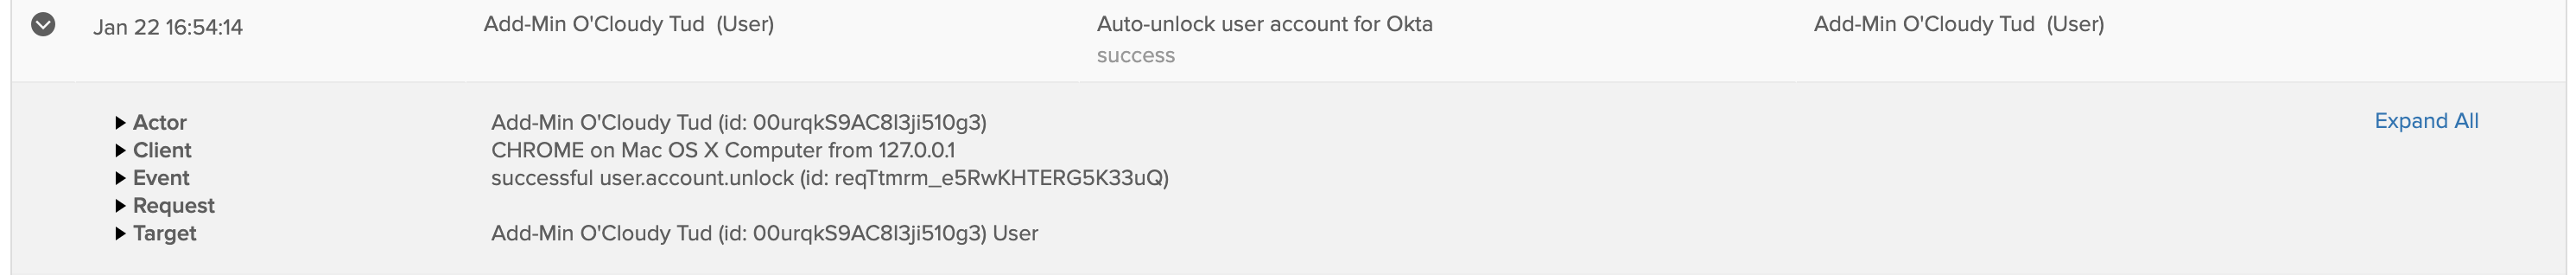 Jan 22 16:54:14 Add-Min O'Cloudy Tud (User) Auto-unlock user account for Okta Add-Min O'Cloudy Tud (User)
success
Actor Add-Min O'Cloudy Tud (id: 00urqkS9AC8l3ji510g3) Expand All
Client CHROME on Mac OS X Computer from 127.0.0.1
Event successful user.account.unlock (id: reqTtmrm_e5RwKHTERG5K33uQ)
Request
Target Add-Min O'Cloudy Tud (id: 00urqkS9AC8l3ji510g3) User